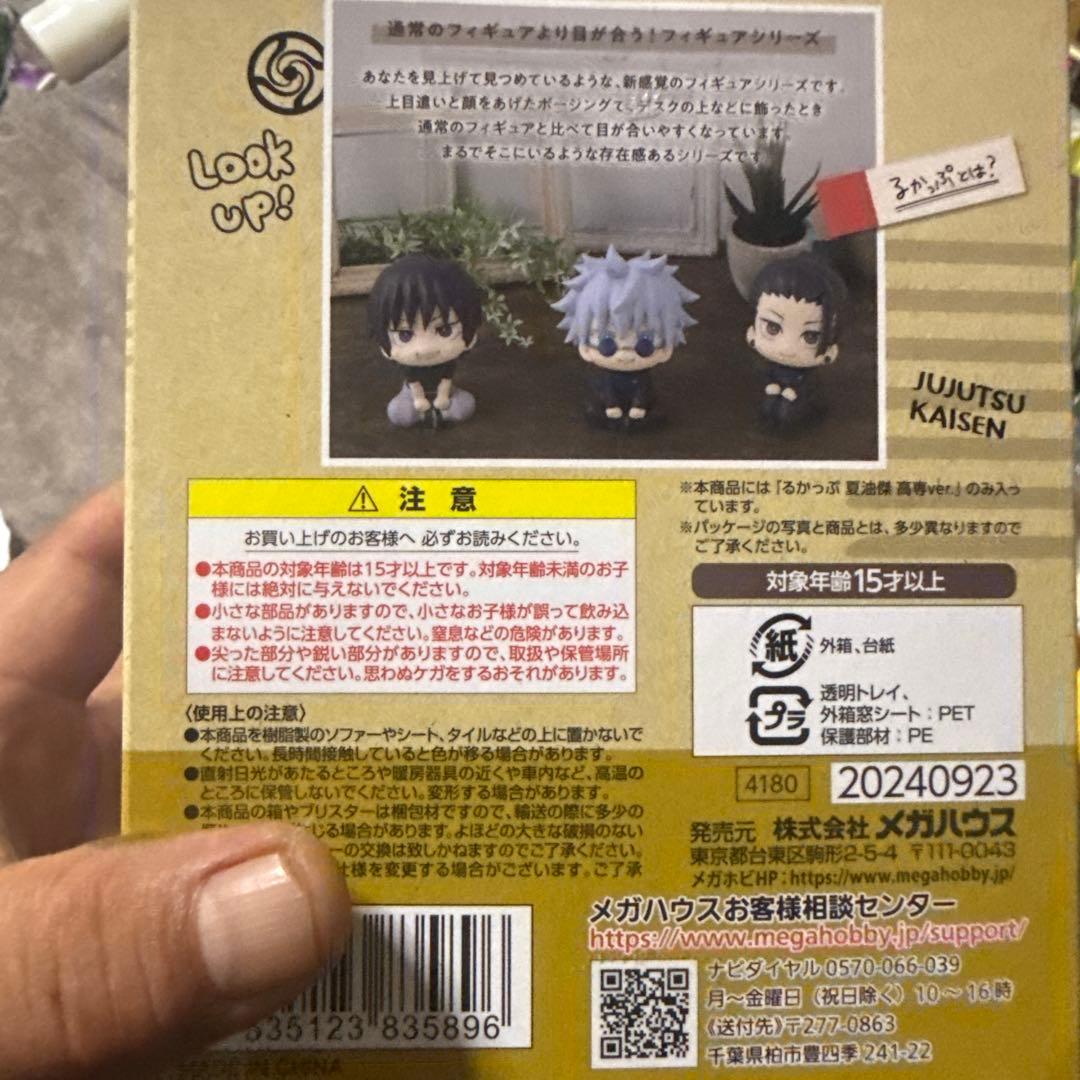 通常のフィギュアより目が合う！フィギュアシリーズ
あなたを見上げて見つめているような、新感覚のフィギュアシリーズです。
上目遣いと顔をあげたポージングで、デスクの上などに飾ったとき
通常のフィギュアと比べて目が合いやすくなっています。
まるでそこにいるような存在感あるシリーズです。
LOOK
UP!
るかっぷとは？
JUJUTSU
KAISEN
注意
お買い上げのお客様へ 必ずお読みください。
●本商品の対象年齢は15才以上です。対象年齢未満のお子
様には絶対に与えないでください。
●小さな部品がありますので、小さなお子様が誤って飲み込
まないように注意してください。窒息などの危険があります。
●尖った部分や鋭い部分がありますので、取扱や保管場所
に注意してください。思わぬケガをするおそれがあります。
〈使用上の注意〉
●本商品を樹脂製のソファーやシート、タイルなどの上に置かないで
ください。長時間接触していると色が移る場合があります。
●直射日光があたるところや暖房器具の近くや車内など、高温の
ところに保管しないでください。変形する場合があります。
●本商品の箱やブリスターは梱包材ですので、輸送の際に多少の
じる場合があります。よほどの大きな破損のない
ーの交換は致しかねますのでご了承ください。
仕様を変更する場合がございます。ご了承
※本商品には「るかっぷ 夏油傑 高専ver.」のみ入っ
ています。
※パッケージの写真と商品とは、多少異なりますので
ご了承ください。
対象年齢15才以上
紙
外箱、台紙
プラ
透明トレイ、
外箱窓シート：PET
保護部材：PE
4180
20240923
発売元 株式会社メガハウス
東京都台東区駒形2-5-4 〒111-0043
メガホビHP：https://www.megahobby.jp/
メガハウスお客様相談センター
https://www.megahobby.jp/support/
ナビダイヤル 0570-066-039
月〜金曜日（祝日除く）10〜16時
《送付先》〒277-0863
千葉県柏市豊四季 241-22
535123 835896
MADE IN CHINA